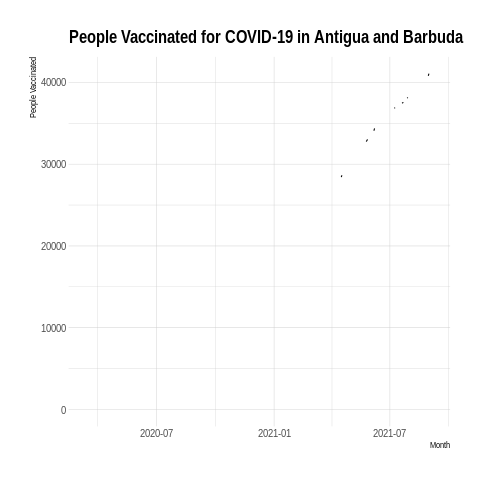 People Vaccinated for COVID-19 in Antigua and Barbuda
People Vaccinated
40000
30000
20000
10000
0
2020-07 2021-01 2021-07
Month